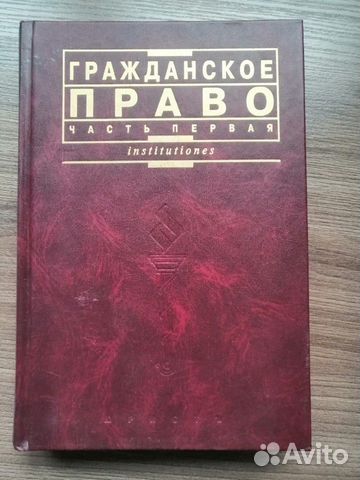 ГРАЖДАНСКОЕ
ПРАВО
ЧАСТЬ ПЕРВАЯ
institutiones
Avito